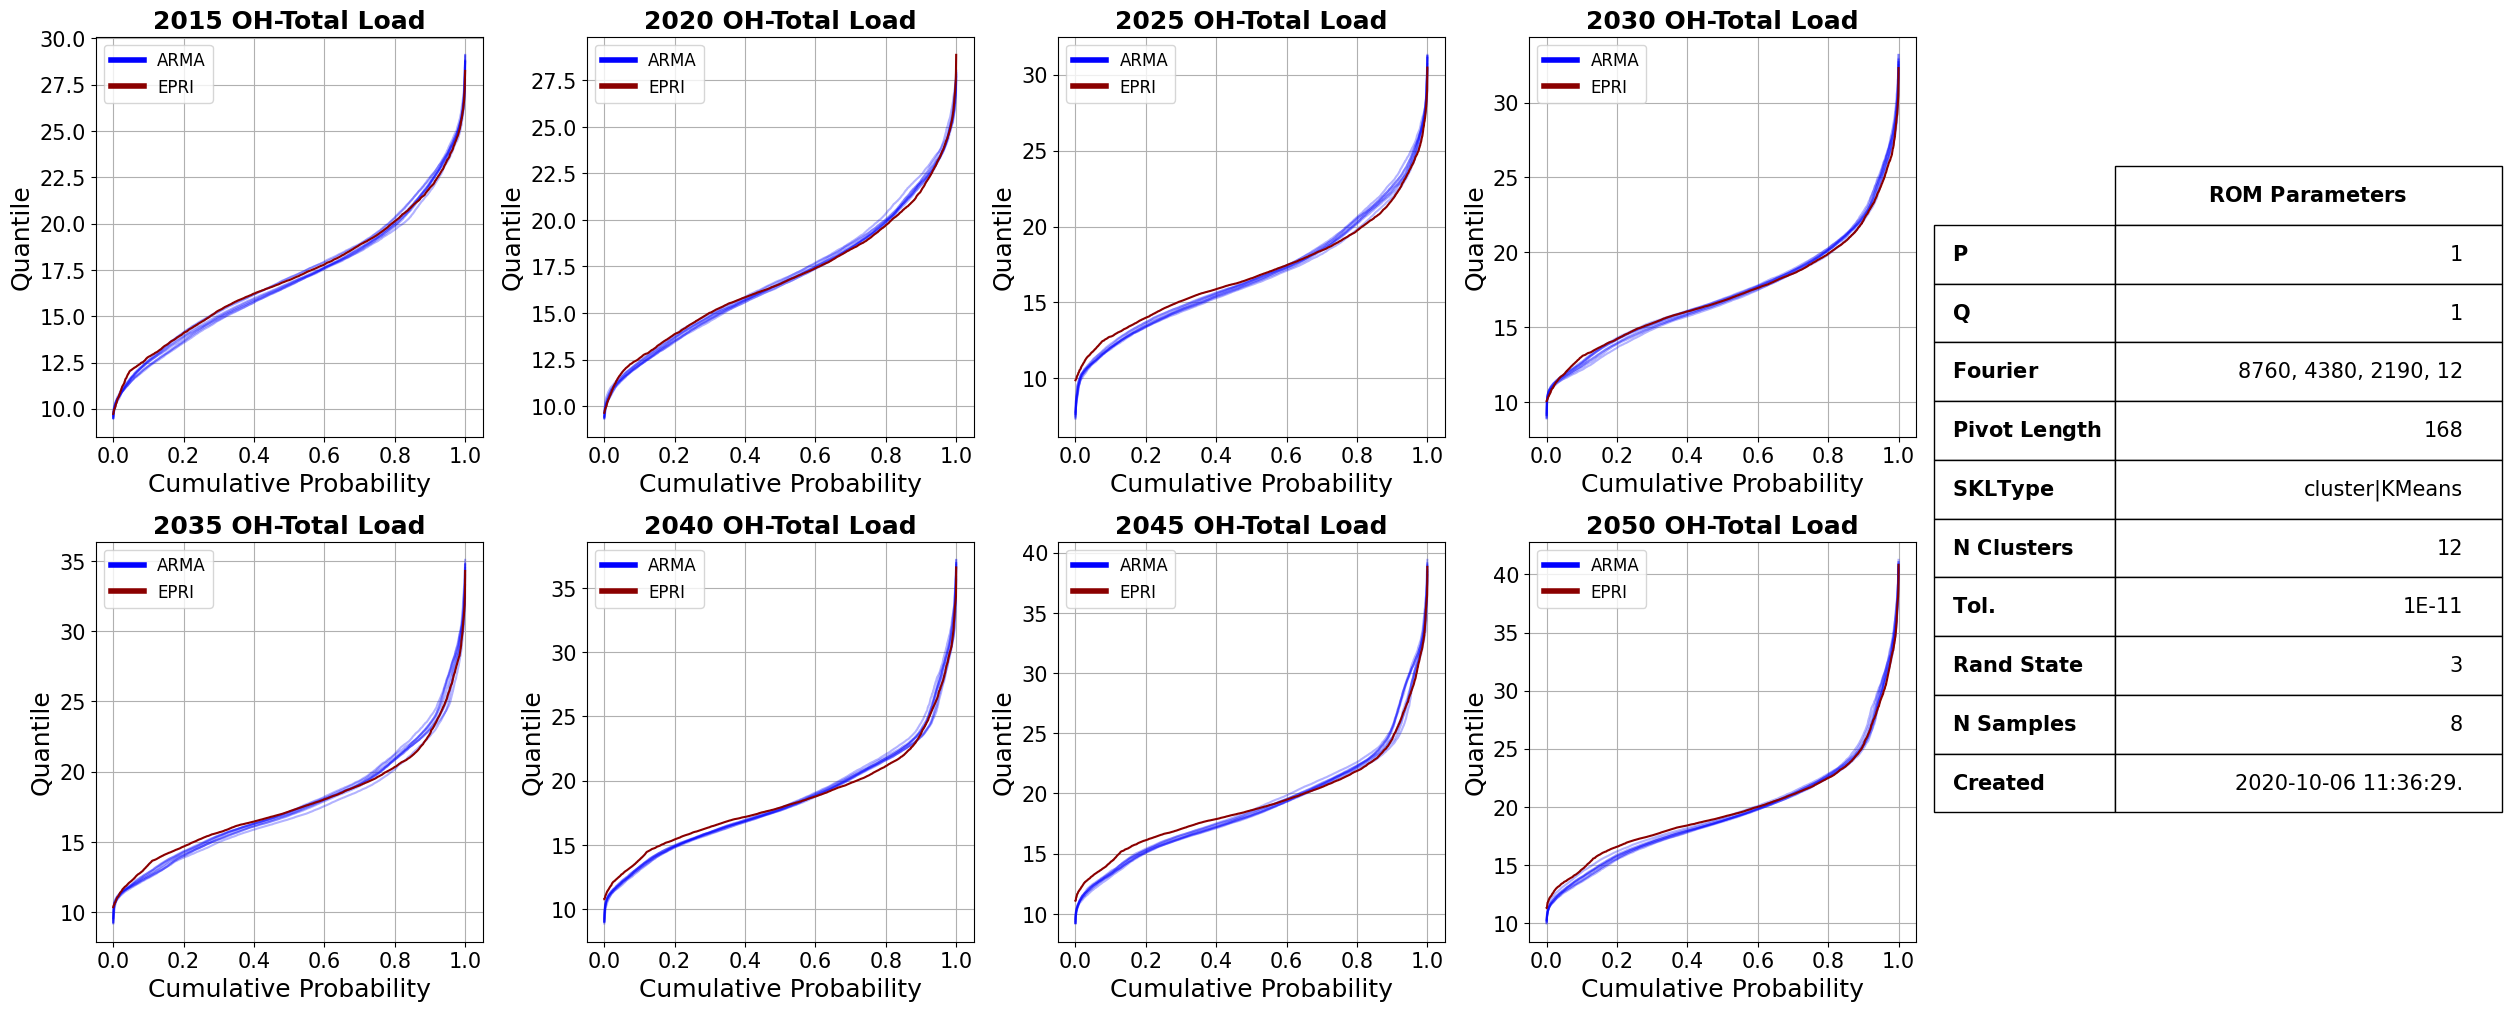 2015 OH-Total Load
30.0
27.5
25.0
22.5
20.0
17.5
15.0
12.5
10.0
Quantile
ARMA
EPRI
0.0 0.2 0.4 0.6 0.8 1.0
Cumulative Probability
2020 OH-Total Load
27.5
25.0
22.5
20.0
17.5
15.0
12.5
10.0
Quantile
ARMA
EPRI
0.0 0.2 0.4 0.6 0.8 1.0
Cumulative Probability
2025 OH-Total Load
30
25
20
15
10
Quantile
ARMA
EPRI
0.0 0.2 0.4 0.6 0.8 1.0
Cumulative Probability
2030 OH-Total Load
30
25
20
15
10
Quantile
ARMA
EPRI
0.0 0.2 0.4 0.6 0.8 1.0
Cumulative Probability
2035 OH-Total Load
35
30
25
20
15
10
Quantile
ARMA
EPRI
0.0 0.2 0.4 0.6 0.8 1.0
Cumulative Probability
2040 OH-Total Load
35
30
25
20
15
10
Quantile
ARMA
EPRI
0.0 0.2 0.4 0.6 0.8 1.0
Cumulative Probability
2045 OH-Total Load
40
35
30
25
20
15
10
Quantile
ARMA
EPRI
0.0 0.2 0.4 0.6 0.8 1.0
Cumulative Probability
2050 OH-Total Load
40
35
30
25
20
15
10
Quantile
ARMA
EPRI
0.0 0.2 0.4 0.6 0.8 1.0
Cumulative Probability
ROM Parameters
P 1
Q 1
Fourier 8760, 4380, 2190, 12
Pivot Length 168
SKLType cluster|KMeans
N Clusters 12
Tol. 1E-11
Rand State 3
N Samples 8
Created 2020-10-06 11:36:29.